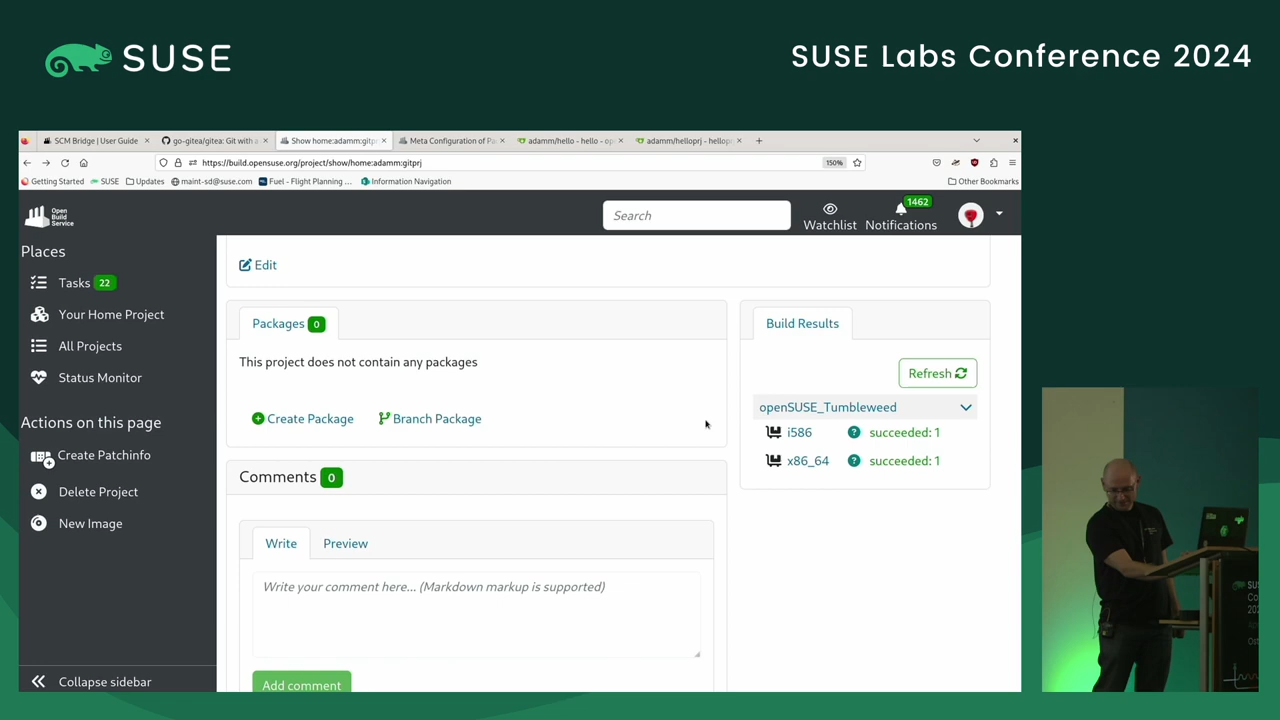 SUSE
SUSE Labs Conference 2024
SCM Bridge | User Guide
go-gitea/gitea: Git with a
Show home:adamm:gitprj
Meta Configuration of Pac
adamm/hello - hello - op
adamm/helloprj - hellopr
https://build.opensuse.org/project/show/home:adamm:gitprj
150%
Getting Started
SUSE
Updates
maint-sd@suse.com
Fuel - Flight Planning ...
Information Navigation
Other Bookmarks
Open
Build
Service
Search
Watchlist
1462
Notifications
Places
Tasks 22
Your Home Project
All Projects
Status Monitor
Actions on this page
Create Patchinfo
Delete Project
New Image
Collapse sidebar
Edit
Packages 0
This project does not contain any packages
Create Package
Branch Package
Comments 0
Write
Preview
Write your comment here... (Markdown markup is supported)
Add comment
Build Results
Refresh
openSUSE_Tumbleweed
i586
succeeded: 1
x86_64
succeeded: 1